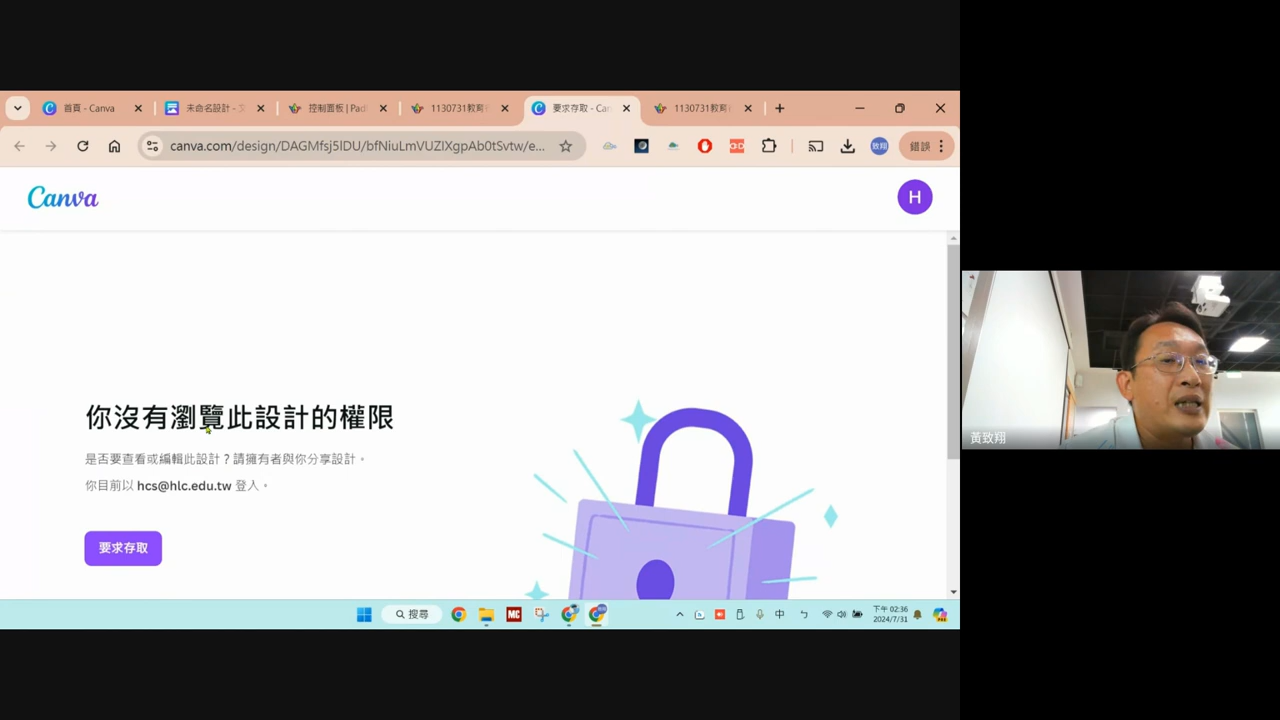 首頁 - Canva
未命名設計 - 文
控制面板 | Pad
1130731教育
要求存取 - Can
1130731教育
canva.com/design/DAGMfsj5lDU/bfNiuLmVUZlXgpAb0tSvtw/e...
致翔
錯誤
Canva
H
你沒有瀏覽此設計的權限
是否要查看或編輯此設計？請擁有者與你分享設計。
你目前以 hcs@hlc.edu.tw 登入。
要求存取
黃致翔
搜尋
中
下午 02:36
2024/7/31